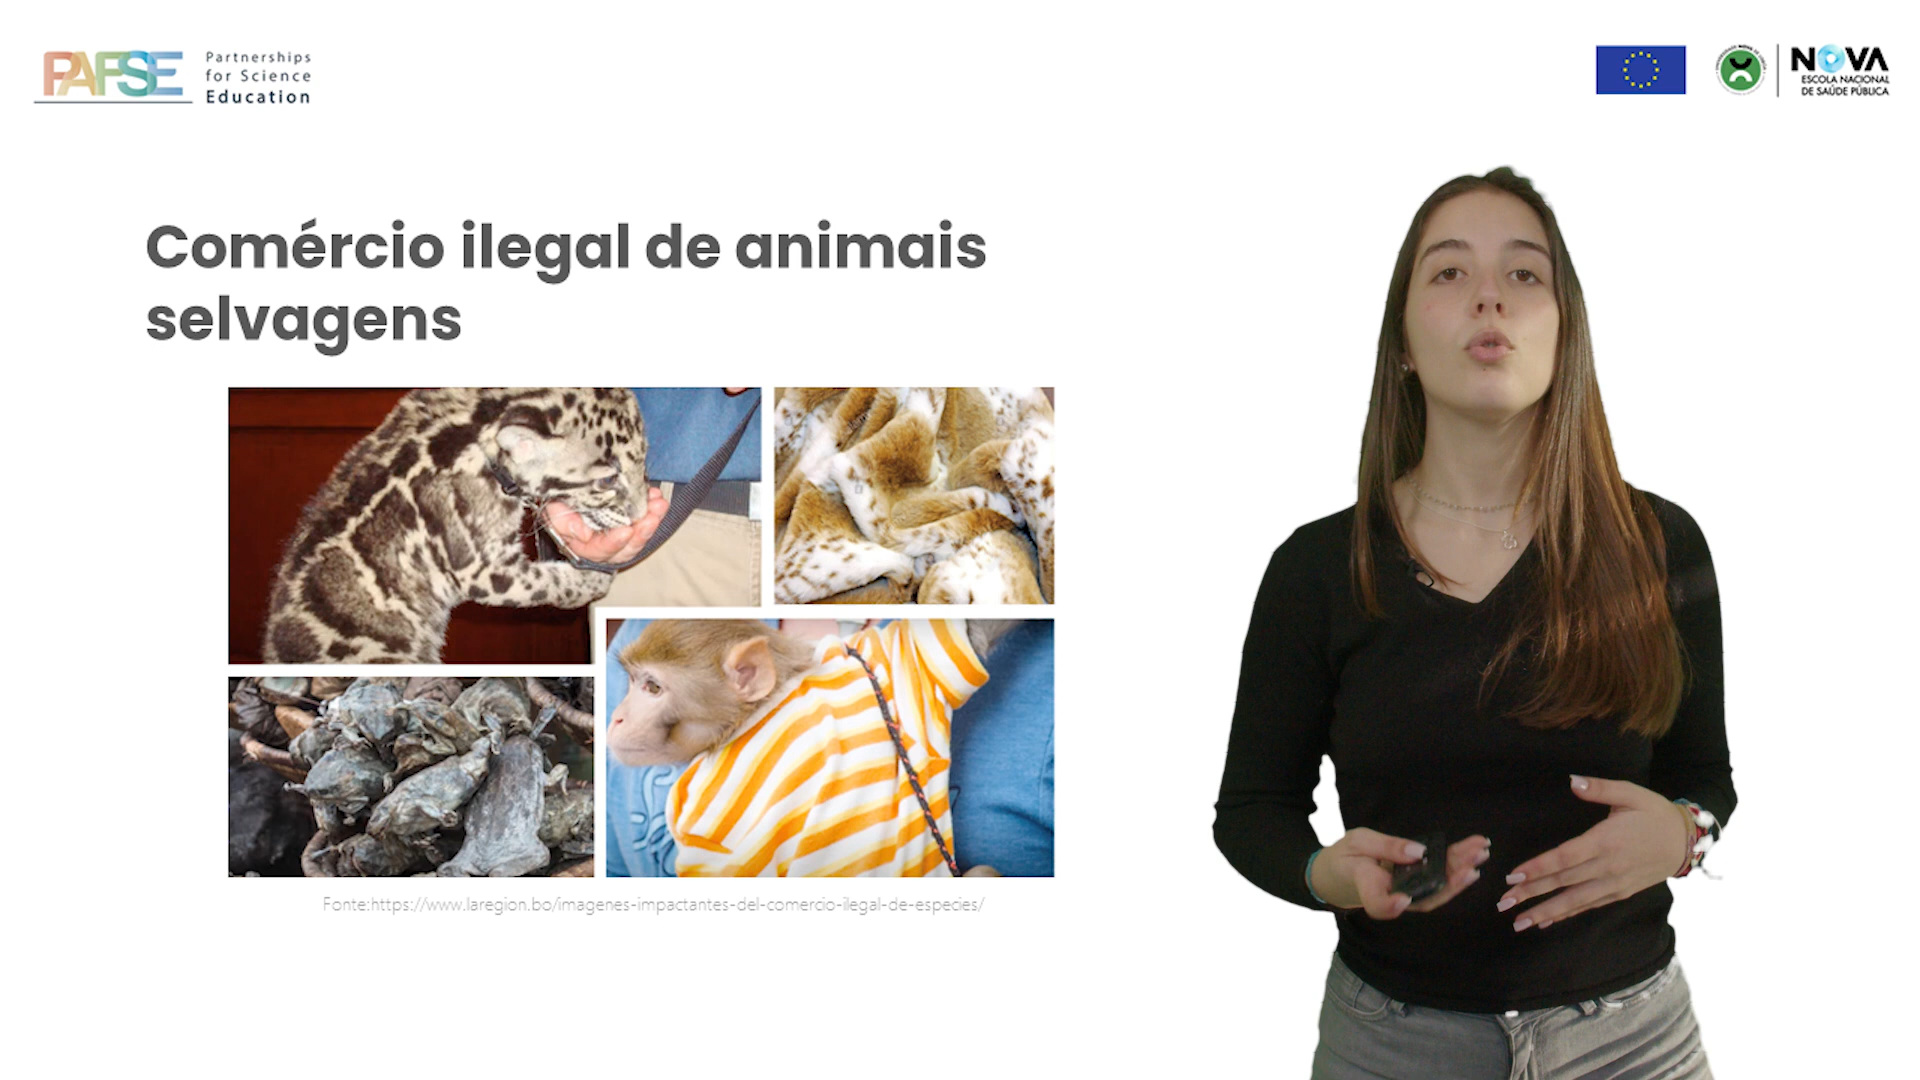 PAFSE
Partnerships
for Science
Education
NOVA
ESCOLA NACIONAL
DE SAÚDE PÚBLICA
Comércio ilegal de animais
selvagens
Fonte:https://www.laregion.bo/imagenes-impactantes-del-comercio-ilegal-de-especies/